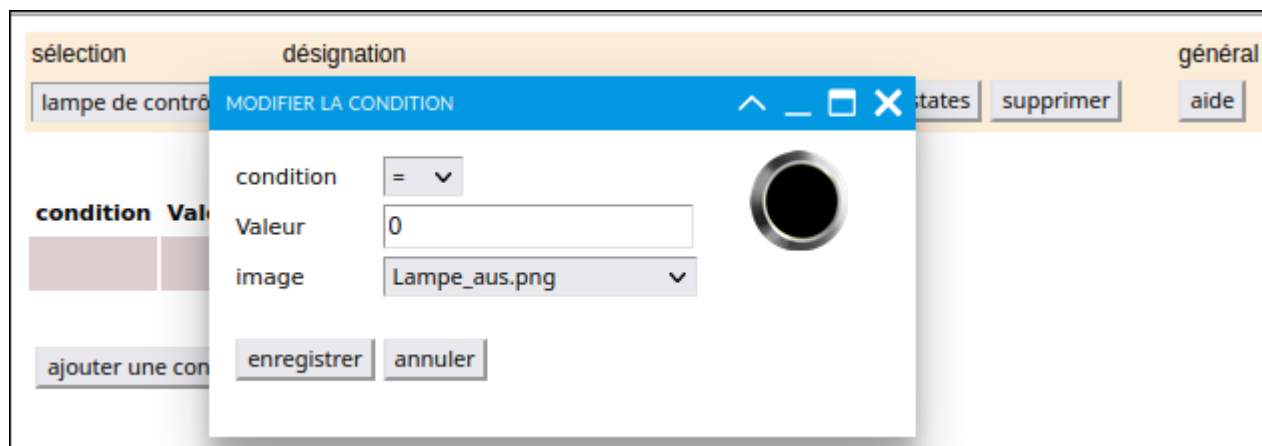 sélection désignation général
lampe de contrô MODIFIER LA CONDITION states supprimer aide
condition =
condition Val
Valeur 0
image Lampe_aus.png
enregistrer annuler
ajouter une con